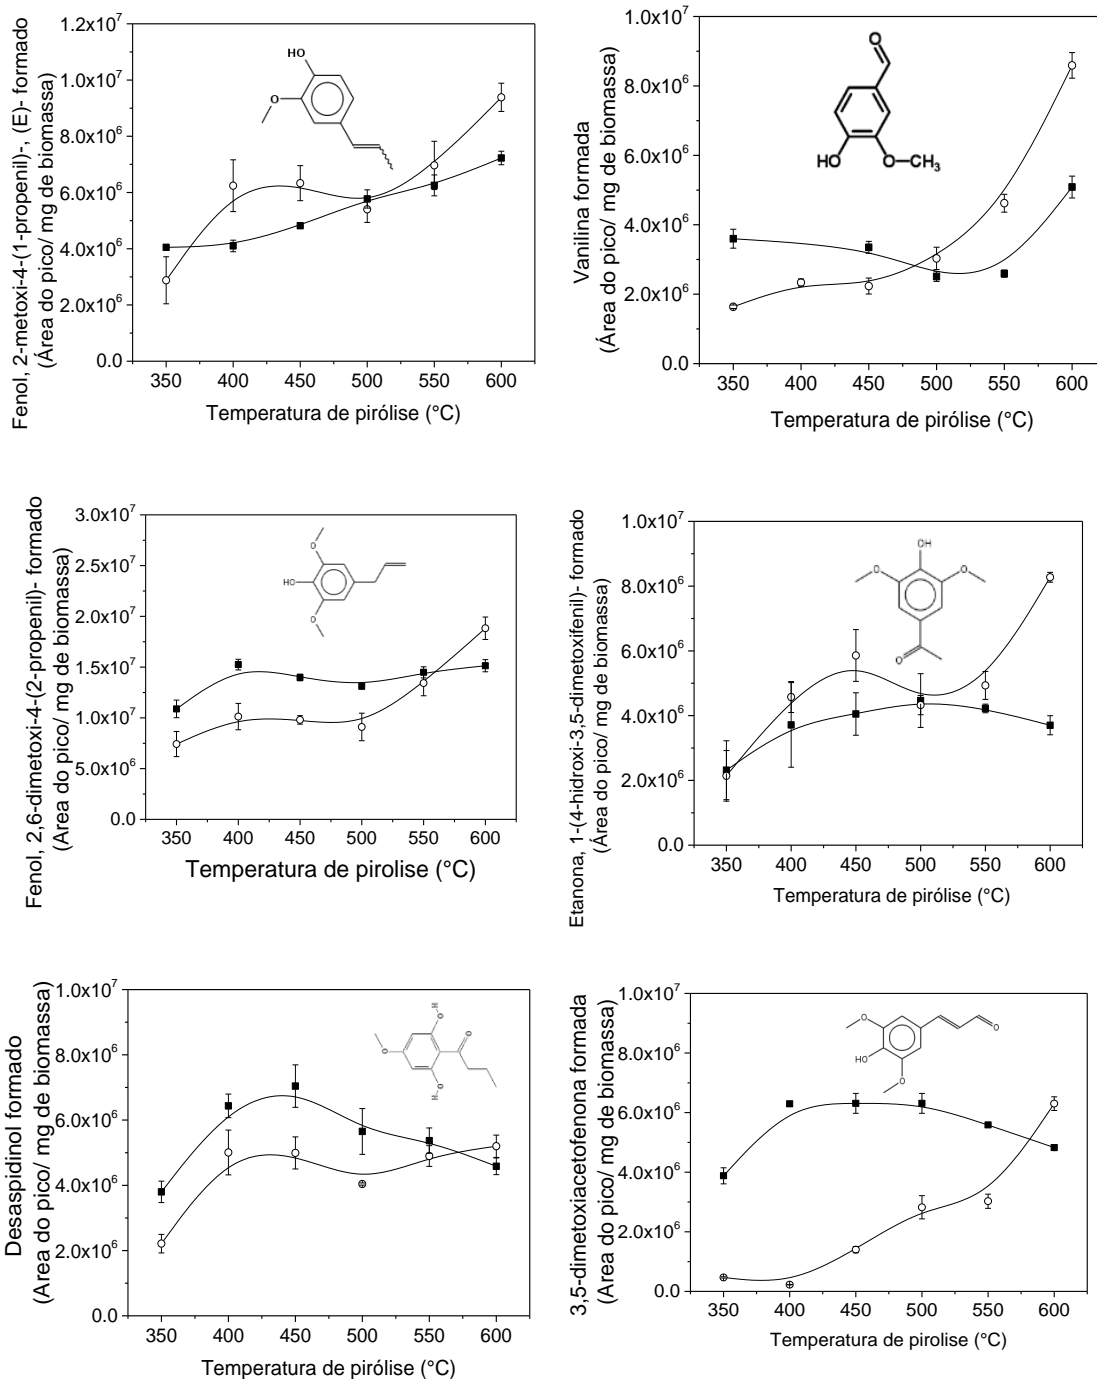 Fenol, 2-metoxi-4-(1-propenil)-, (E)- formado
(Área do pico/ mg de biomassa)
1.2x10⁷
1.0x10⁷
8.0x10⁶
6.0x10⁶
4.0x10⁶
2.0x10⁶
0.0
350 400 450 500 550 600
Temperatura de pirólise (°C)
HO
O
Vanilina formada
(Área do pico/ mg de biomassa)
1.0x10⁷
8.0x10⁶
6.0x10⁶
4.0x10⁶
2.0x10⁶
0.0
350 400 450 500 550 600
Temperatura de pirólise (°C)
O
HO
O
CH₃
Fenol, 2,6-dimetoxi-4-(2-propenil)- formado
(Area do pico/ mg de biomassa)
3.0x10⁷
2.5x10⁷
2.0x10⁷
1.5x10⁷
1.0x10⁷
5.0x10⁶
0.0
350 400 450 500 550 600
Temperatura de pirolise (°C)
O
HO
O
Etanona, 1-(4-hidroxi-3,5-dimetoxifenil)- formado
(Área do pico/ mg de biomassa)
1.0x10⁷
8.0x10⁶
6.0x10⁶
4.0x10⁶
2.0x10⁶
0.0
350 400 450 500 550 600
Temperatura de pirólise (°C)
OH
O
O
O
Desaspidinol formado
(Area do pico/ mg de biomassa)
1.0x10⁷
8.0x10⁶
6.0x10⁶
4.0x10⁶
2.0x10⁶
0.0
350 400 450 500 550 600
Temperatura de pirólise (°C)
H
O
O
O
O
H
3,5-dimetoxiacetofenona formada
(Área do pico/ mg de biomassa)
1.0x10⁷
8.0x10⁶
6.0x10⁶
4.0x10⁶
2.0x10⁶
0.0
350 400 450 500 550 600
Temperatura de pirólise (°C)
O
O
HO
O